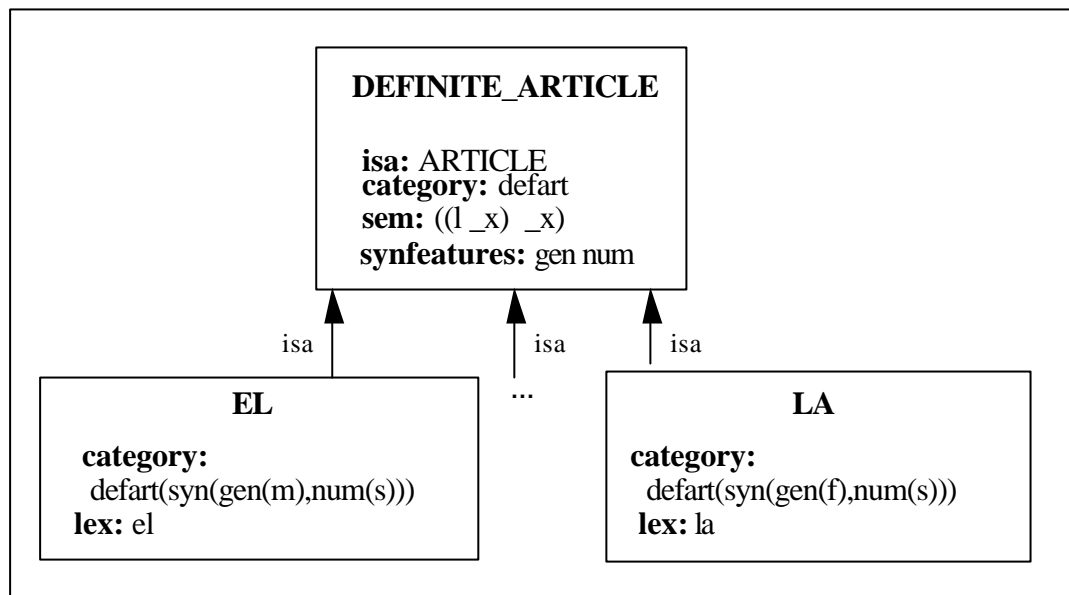 DEFINITE_ARTICLE
isa: ARTICLE
category: defart
sem: ((l _x) _x)
synfeatures: gen num
isa
isa
isa
...
EL
category:
defart(syn(gen(m),num(s)))
lex: el
LA
category:
defart(syn(gen(f),num(s)))
lex: la